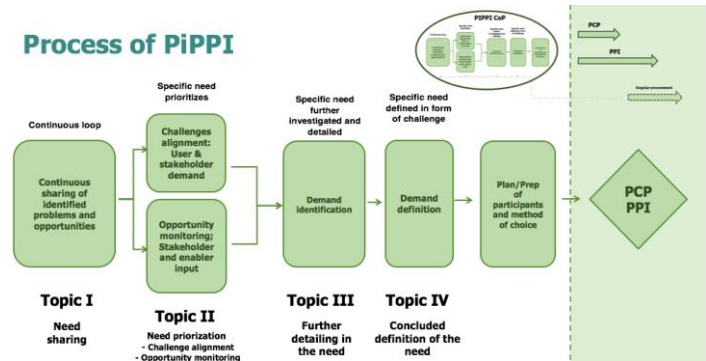 Process of PiPPI
PIPPI CoP
PCP
PPI
Regular procurement
Continuous loop
Specific need
prioritizes
Specific need
further
investigated and
detailed
Specific need
defined in form
of challenge
Continuous
sharing of
identified
problems and
opportunities
Challenges
alignment:
User &
stakeholder
demand
Opportunity
monitoring;
Stakeholder
and enabler
input
Demand
identification
Demand
definition
Plan/Prep
of
participants
and method
of choice
PCP
PPI
Topic I
Need
sharing
Topic II
Need priorization
- Challenge alignment
- Opportunity monitoring
Topic III
Further
detailing in
the need
Topic IV
Concluded
definition of the
need